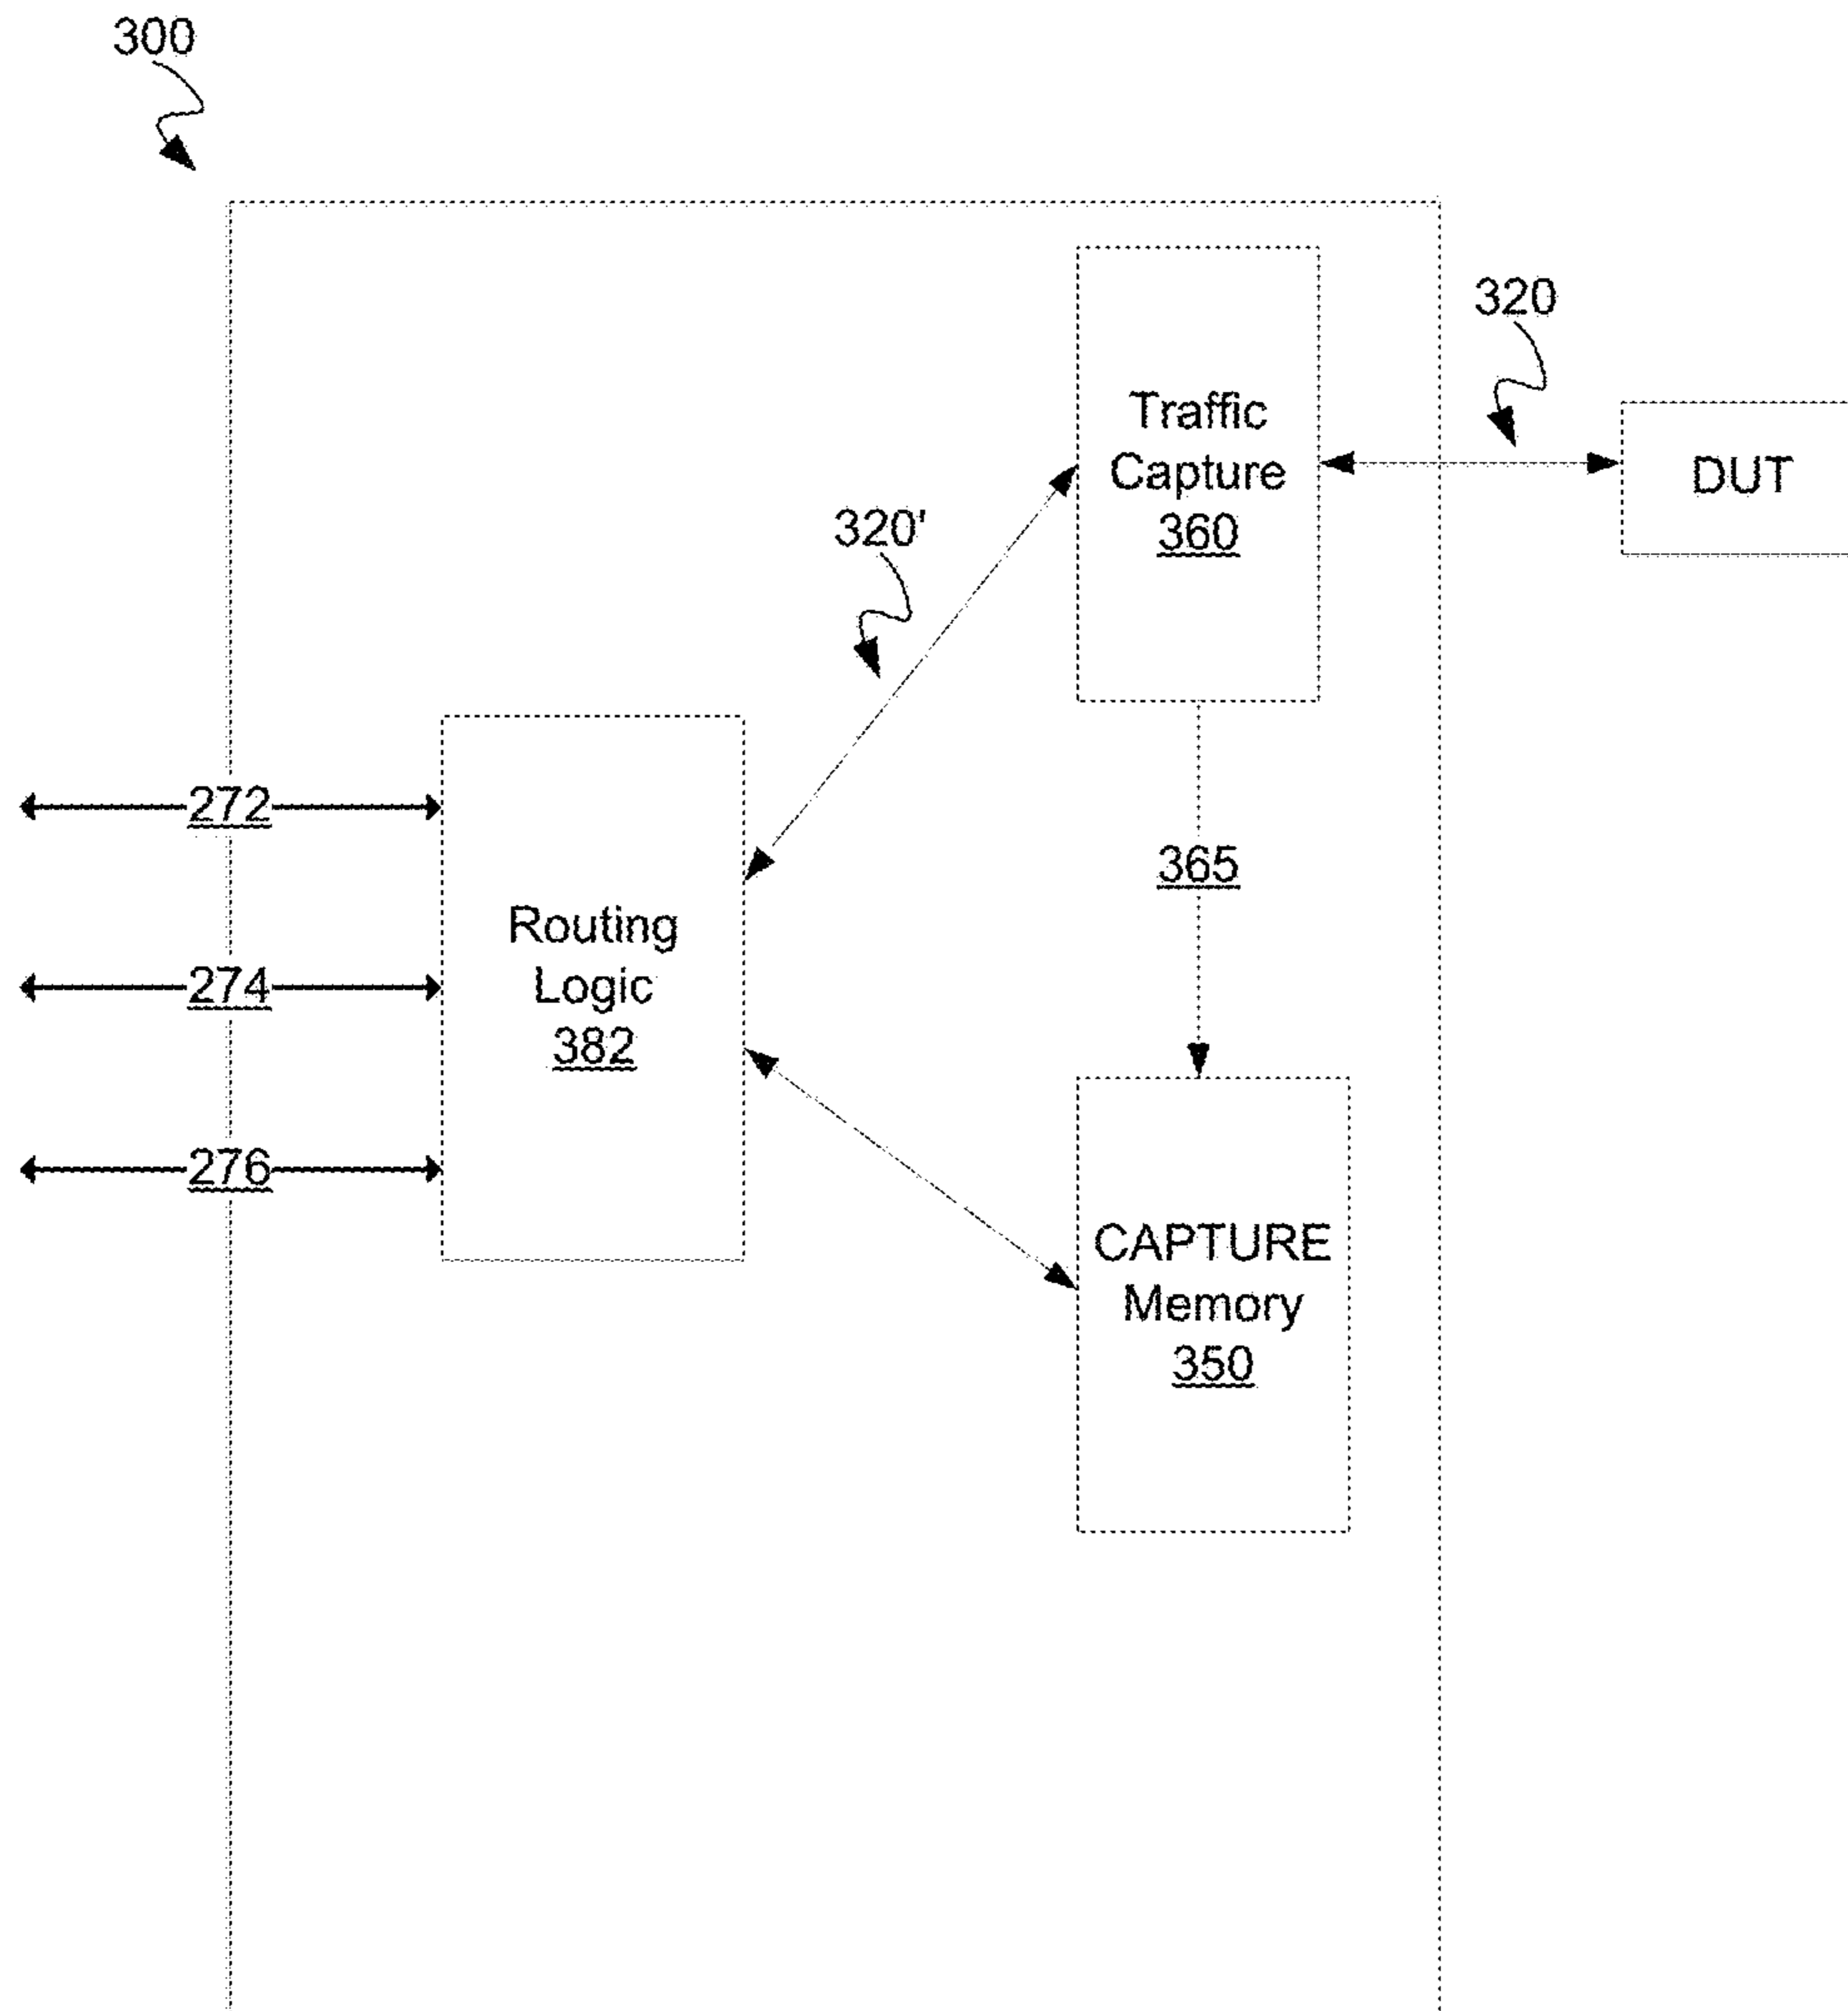 300
320
Traffic
Capture
360
DUT
320'
272
365
Routing
Logic
382
274
276
CAPTURE
Memory
350